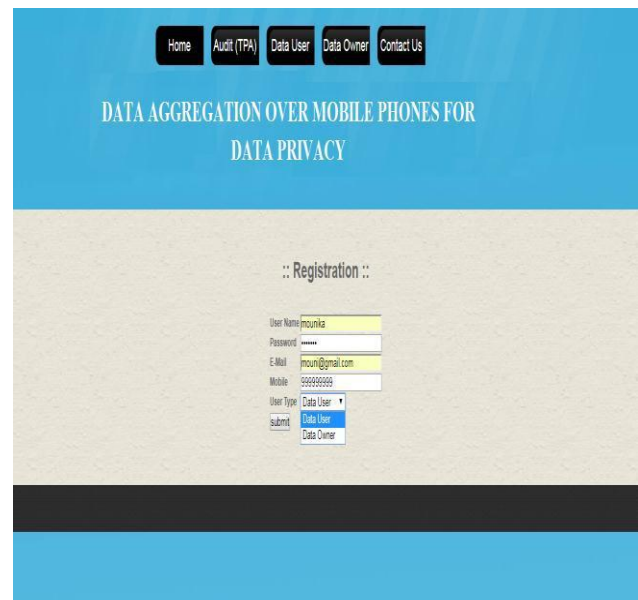 Home Audit (TPA) Data User Data Owner Contact Us
DATA AGGREGATION OVER MOBILE PHONES FOR
DATA PRIVACY
:: Registration ::
User Name mounika
Password •••••••
E-Mail mouni@gmail.com
Mobile 999999999
User Type Data User
submit Data User
Data Owner